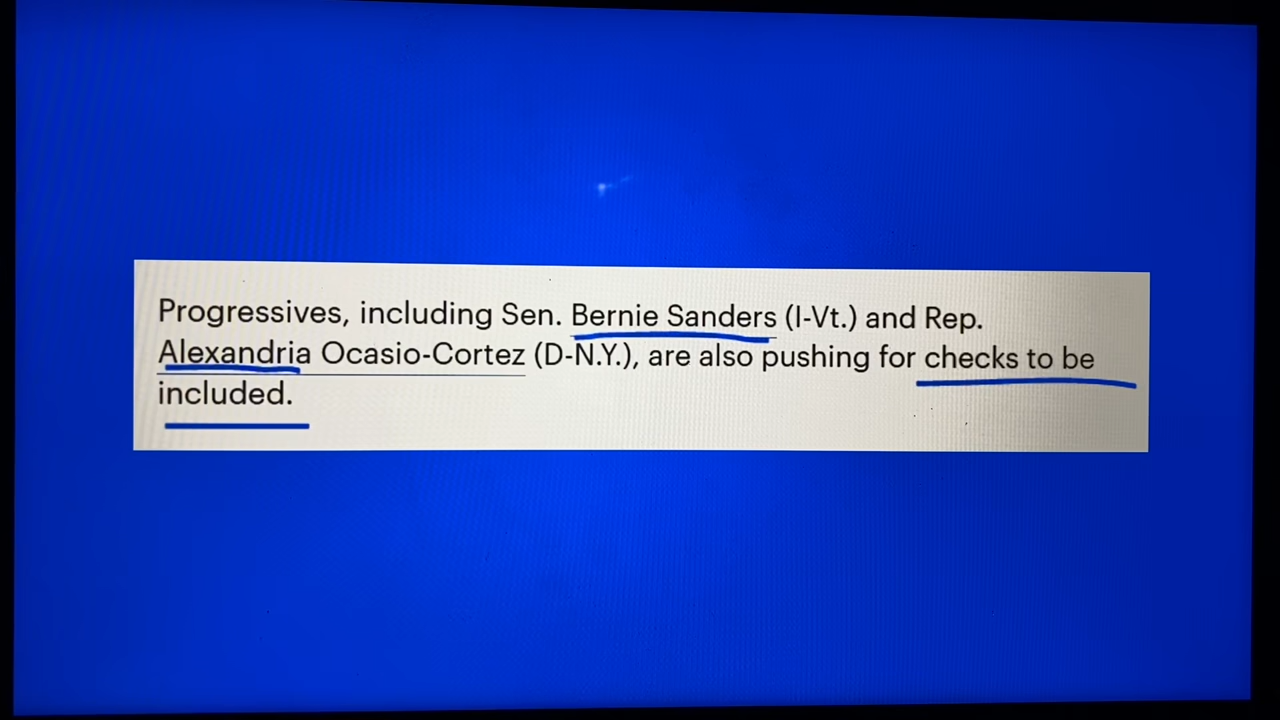 Progressives, including Sen. Bernie Sanders (I-Vt.) and Rep.
Alexandria Ocasio-Cortez (D-N.Y.), are also pushing for checks to be
included.